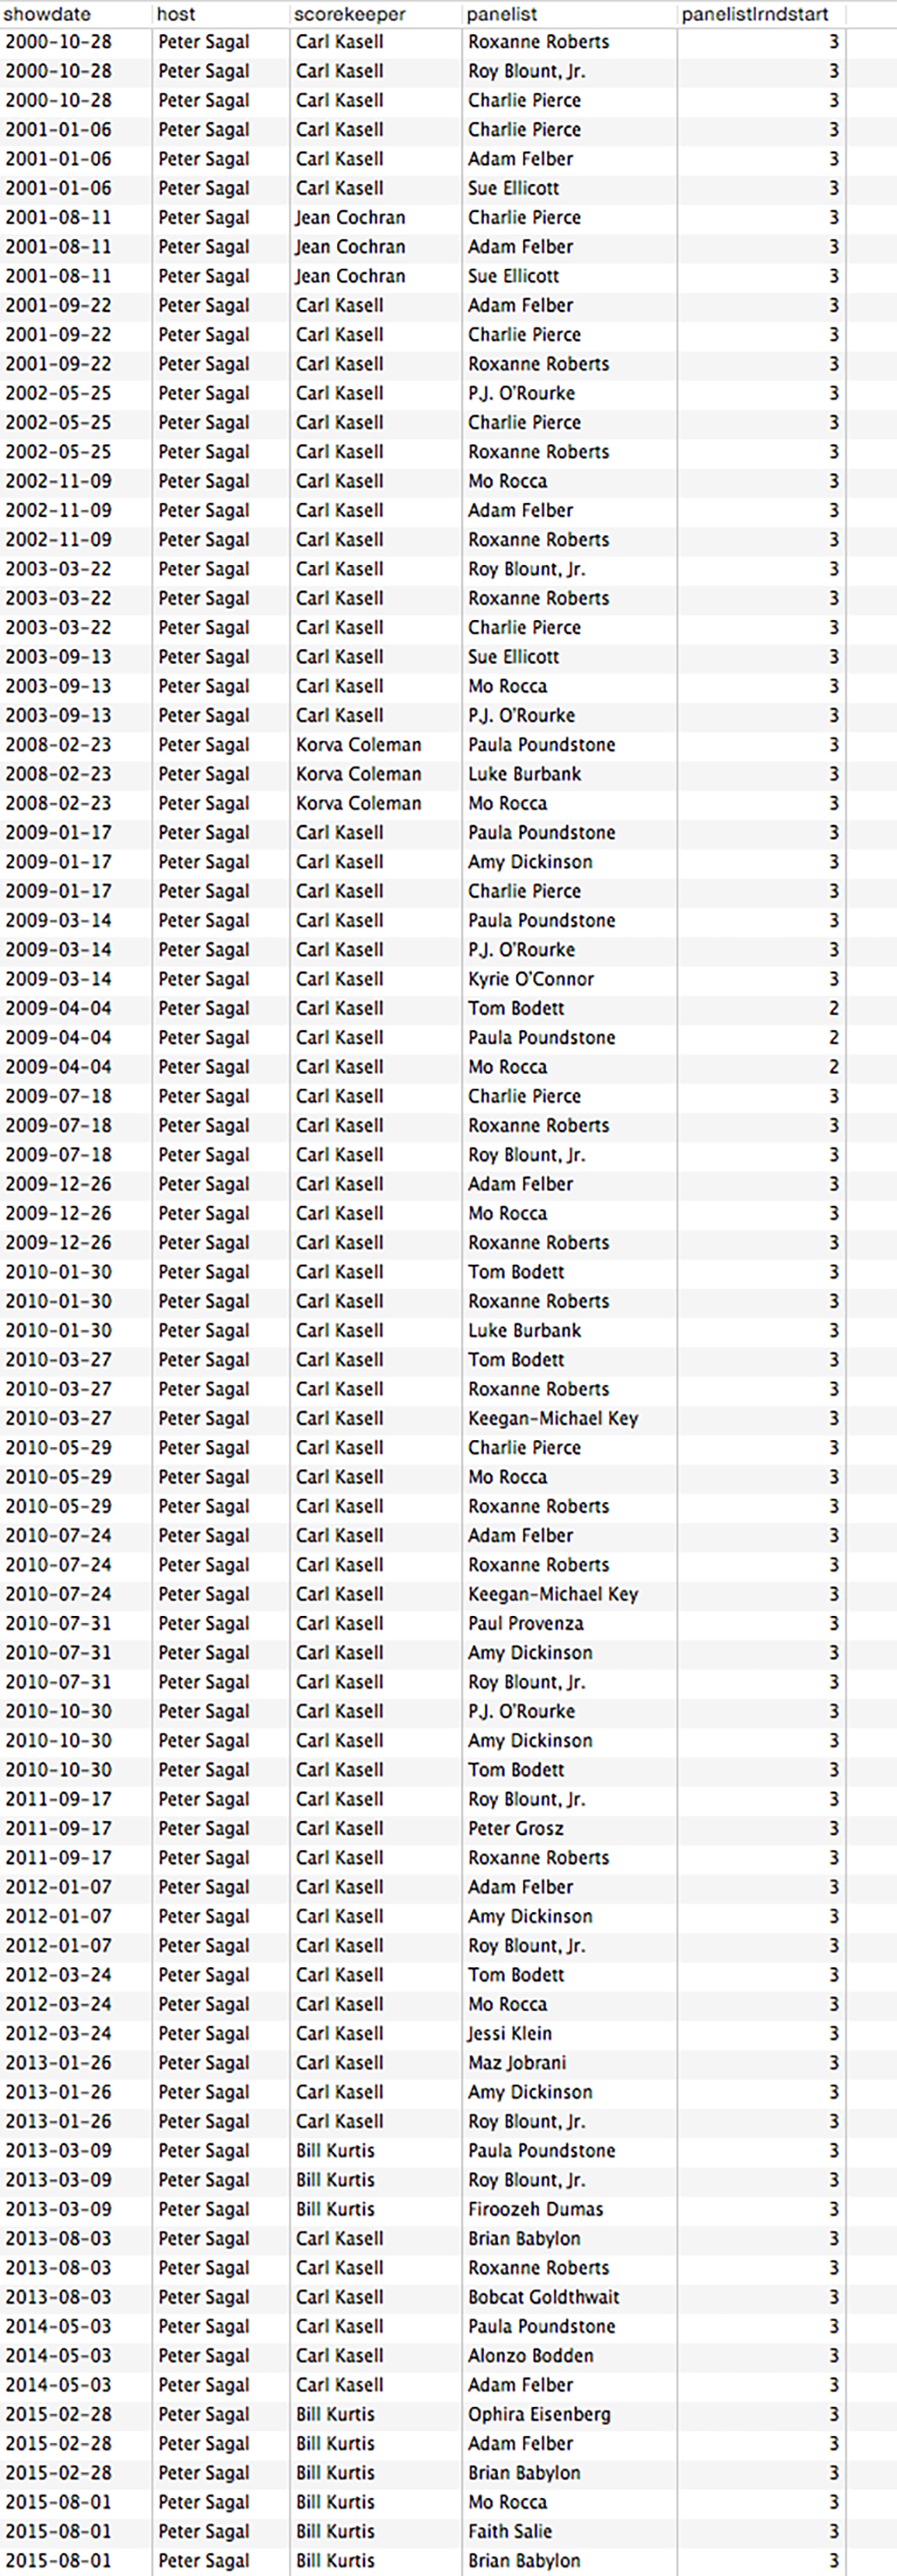 showdate host scorekeeper panelist panelistlrndstart
2000-10-28 Peter Sagal Carl Kasell Roxanne Roberts 3
2000-10-28 Peter Sagal Carl Kasell Roy Blount, Jr. 3
2000-10-28 Peter Sagal Carl Kasell Charlie Pierce 3
2001-01-06 Peter Sagal Carl Kasell Charlie Pierce 3
2001-01-06 Peter Sagal Carl Kasell Adam Felber 3
2001-01-06 Peter Sagal Carl Kasell Sue Ellicott 3
2001-08-11 Peter Sagal Jean Cochran Charlie Pierce 3
2001-08-11 Peter Sagal Jean Cochran Adam Felber 3
2001-08-11 Peter Sagal Jean Cochran Sue Ellicott 3
2001-09-22 Peter Sagal Carl Kasell Adam Felber 3
2001-09-22 Peter Sagal Carl Kasell Charlie Pierce 3
2001-09-22 Peter Sagal Carl Kasell Roxanne Roberts 3
2002-05-25 Peter Sagal Carl Kasell P.J. O'Rourke 3
2002-05-25 Peter Sagal Carl Kasell Charlie Pierce 3
2002-05-25 Peter Sagal Carl Kasell Roxanne Roberts 3
2002-11-09 Peter Sagal Carl Kasell Mo Rocca 3
2002-11-09 Peter Sagal Carl Kasell Adam Felber 3
2002-11-09 Peter Sagal Carl Kasell Roxanne Roberts 3
2003-03-22 Peter Sagal Carl Kasell Roy Blount, Jr. 3
2003-03-22 Peter Sagal Carl Kasell Roxanne Roberts 3
2003-03-22 Peter Sagal Carl Kasell Charlie Pierce 3
2003-09-13 Peter Sagal Carl Kasell Sue Ellicott 3
2003-09-13 Peter Sagal Carl Kasell Mo Rocca 3
2003-09-13 Peter Sagal Carl Kasell P.J. O'Rourke 3
2008-02-23 Peter Sagal Korva Coleman Paula Poundstone 3
2008-02-23 Peter Sagal Korva Coleman Luke Burbank 3
2008-02-23 Peter Sagal Korva Coleman Mo Rocca 3
2009-01-17 Peter Sagal Carl Kasell Paula Poundstone 3
2009-01-17 Peter Sagal Carl Kasell Amy Dickinson 3
2009-01-17 Peter Sagal Carl Kasell Charlie Pierce 3
2009-03-14 Peter Sagal Carl Kasell Paula Poundstone 3
2009-03-14 Peter Sagal Carl Kasell P.J. O'Rourke 3
2009-03-14 Peter Sagal Carl Kasell Kyrie O'Connor 3
2009-04-04 Peter Sagal Carl Kasell Tom Bodett 2
2009-04-04 Peter Sagal Carl Kasell Paula Poundstone 2
2009-04-04 Peter Sagal Carl Kasell Mo Rocca 2
2009-07-18 Peter Sagal Carl Kasell Charlie Pierce 3
2009-07-18 Peter Sagal Carl Kasell Roxanne Roberts 3
2009-07-18 Peter Sagal Carl Kasell Roy Blount, Jr. 3
2009-12-26 Peter Sagal Carl Kasell Adam Felber 3
2009-12-26 Peter Sagal Carl Kasell Mo Rocca 3
2009-12-26 Peter Sagal Carl Kasell Roxanne Roberts 3
2010-01-30 Peter Sagal Carl Kasell Tom Bodett 3
2010-01-30 Peter Sagal Carl Kasell Roxanne Roberts 3
2010-01-30 Peter Sagal Carl Kasell Luke Burbank 3
2010-03-27 Peter Sagal Carl Kasell Tom Bodett 3
2010-03-27 Peter Sagal Carl Kasell Roxanne Roberts 3
2010-03-27 Peter Sagal Carl Kasell Keegan-Michael Key 3
2010-05-29 Peter Sagal Carl Kasell Charlie Pierce 3
2010-05-29 Peter Sagal Carl Kasell Mo Rocca 3
2010-05-29 Peter Sagal Carl Kasell Roxanne Roberts 3
2010-07-24 Peter Sagal Carl Kasell Adam Felber 3
2010-07-24 Peter Sagal Carl Kasell Roxanne Roberts 3
2010-07-24 Peter Sagal Carl Kasell Keegan-Michael Key 3
2010-07-31 Peter Sagal Carl Kasell Paul Provenza 3
2010-07-31 Peter Sagal Carl Kasell Amy Dickinson 3
2010-07-31 Peter Sagal Carl Kasell Roy Blount, Jr. 3
2010-10-30 Peter Sagal Carl Kasell P.J. O'Rourke 3
2010-10-30 Peter Sagal Carl Kasell Amy Dickinson 3
2010-10-30 Peter Sagal Carl Kasell Tom Bodett 3
2011-09-17 Peter Sagal Carl Kasell Roy Blount, Jr. 3
2011-09-17 Peter Sagal Carl Kasell Peter Grosz 3
2011-09-17 Peter Sagal Carl Kasell Roxanne Roberts 3
2012-01-07 Peter Sagal Carl Kasell Adam Felber 3
2012-01-07 Peter Sagal Carl Kasell Amy Dickinson 3
2012-01-07 Peter Sagal Carl Kasell Roy Blount, Jr. 3
2012-03-24 Peter Sagal Carl Kasell Tom Bodett 3
2012-03-24 Peter Sagal Carl Kasell Mo Rocca 3
2012-03-24 Peter Sagal Carl Kasell Jessi Klein 3
2013-01-26 Peter Sagal Carl Kasell Maz Jobrani 3
2013-01-26 Peter Sagal Carl Kasell Amy Dickinson 3
2013-01-26 Peter Sagal Carl Kasell Roy Blount, Jr. 3
2013-03-09 Peter Sagal Bill Kurtis Paula Poundstone 3
2013-03-09 Peter Sagal Bill Kurtis Roy Blount, Jr. 3
2013-03-09 Peter Sagal Bill Kurtis Firoozeh Dumas 3
2013-08-03 Peter Sagal Carl Kasell Brian Babylon 3
2013-08-03 Peter Sagal Carl Kasell Roxanne Roberts 3
2013-08-03 Peter Sagal Carl Kasell Bobcat Goldthwait 3
2014-05-03 Peter Sagal Carl Kasell Paula Poundstone 3
2014-05-03 Peter Sagal Carl Kasell Alonzo Bodden 3
2014-05-03 Peter Sagal Carl Kasell Adam Felber 3
2015-02-28 Peter Sagal Bill Kurtis Ophira Eisenberg 3
2015-02-28 Peter Sagal Bill Kurtis Adam Felber 3
2015-02-28 Peter Sagal Bill Kurtis Brian Babylon 3
2015-08-01 Peter Sagal Bill Kurtis Mo Rocca 3
2015-08-01 Peter Sagal Bill Kurtis Faith Salie 3
2015-08-01 Peter Sagal Bill Kurtis Brian Babylon 3